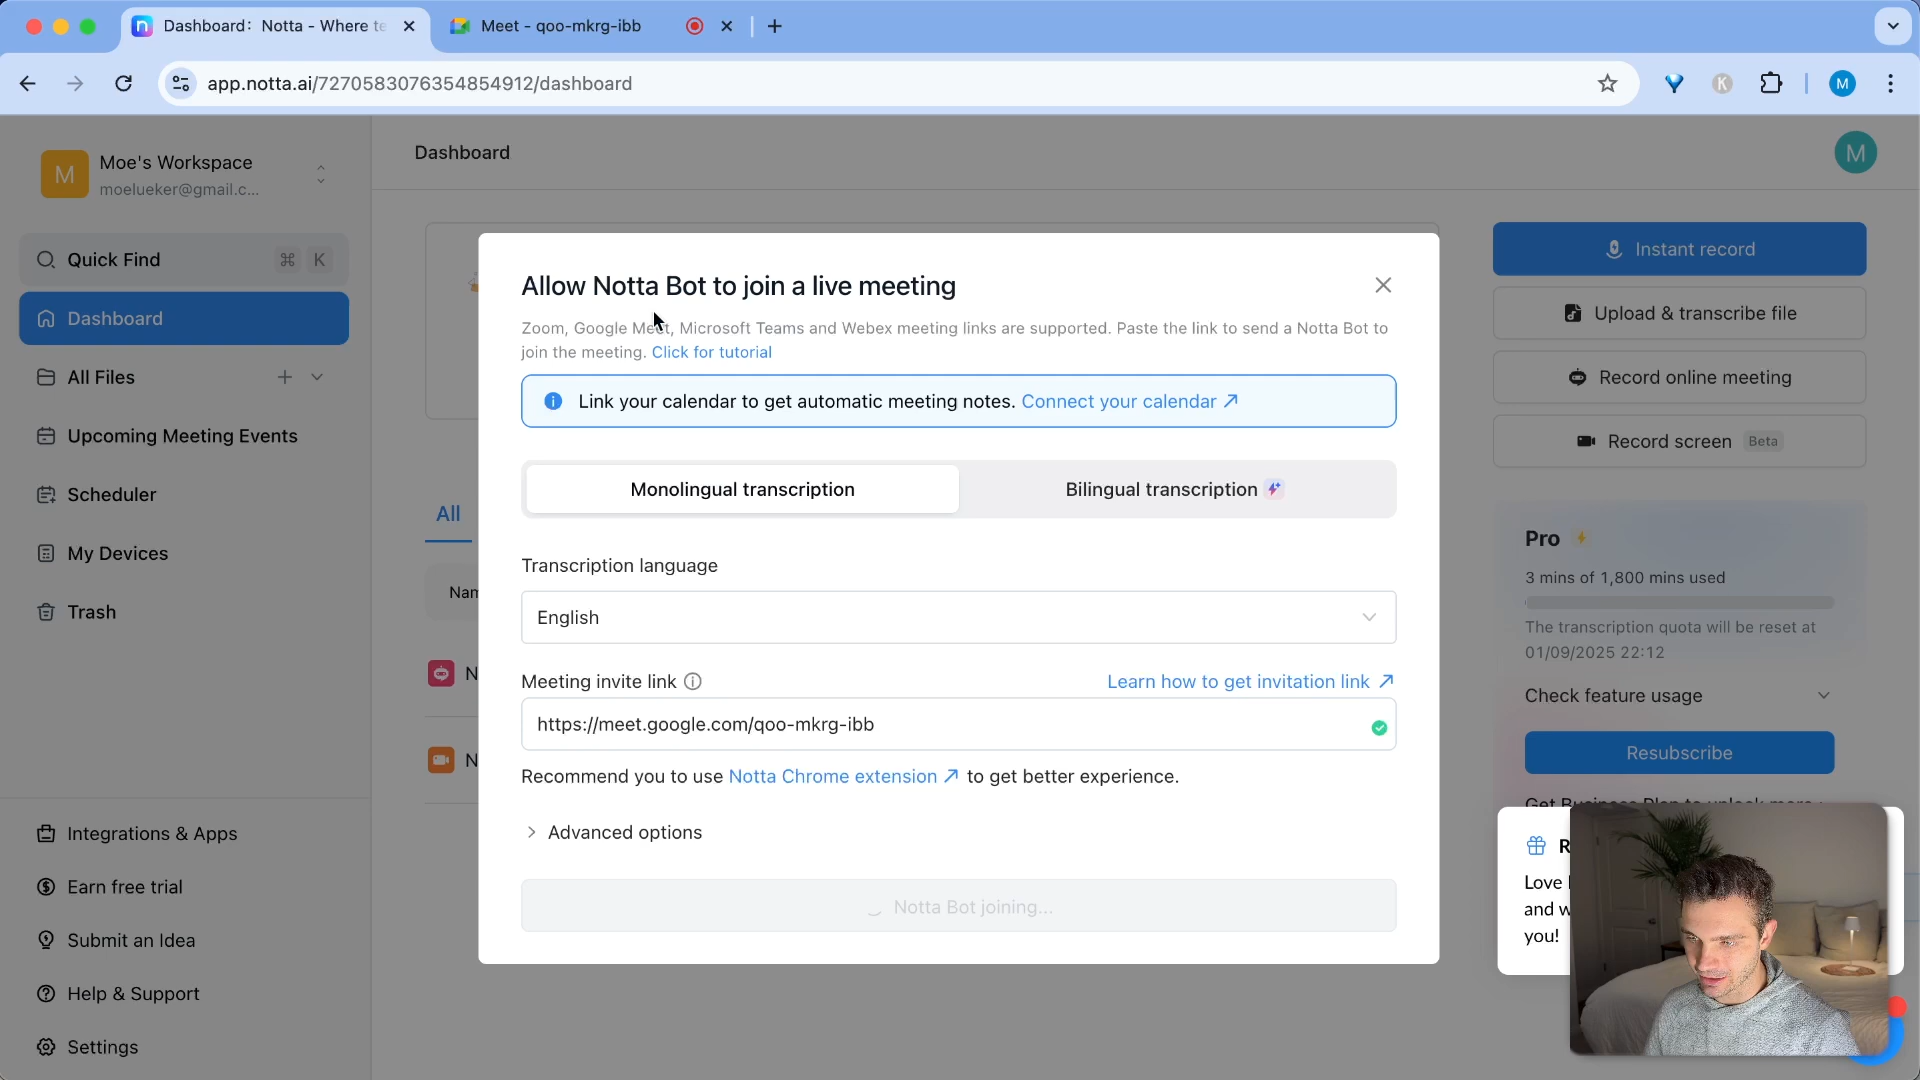 Dashboard: Notta - Where te
Meet - qoo-mkrg-ibb
app.notta.ai/7270583076354854912/dashboard
K
M
M
Moe's Workspace
moelueker@gmail.c...
Dashboard
M
Quick Find
⌘ K
Dashboard
All Files
Upcoming Meeting Events
Scheduler
My Devices
Trash
Integrations & Apps
Earn free trial
Submit an Idea
Help & Support
Settings
All
Nam
N
N
Allow Notta Bot to join a live meeting
Zoom, Google Meet, Microsoft Teams and Webex meeting links are supported. Paste the link to send a Notta Bot to
join the meeting. Click for tutorial
Link your calendar to get automatic meeting notes. Connect your calendar
Monolingual transcription
Bilingual transcription
Transcription language
English
Meeting invite link
Learn how to get invitation link
https://meet.google.com/qoo-mkrg-ibb
Recommend you to use Notta Chrome extension to get better experience.
Advanced options
Notta Bot joining...
Instant record
Upload & transcribe file
Record online meeting
Record screen Beta
Pro
3 mins of 1,800 mins used
The transcription quota will be reset at
01/09/2025 22:12
Check feature usage
Resubscribe
Get Business Plan to unlock more
R
Love
and w
you!